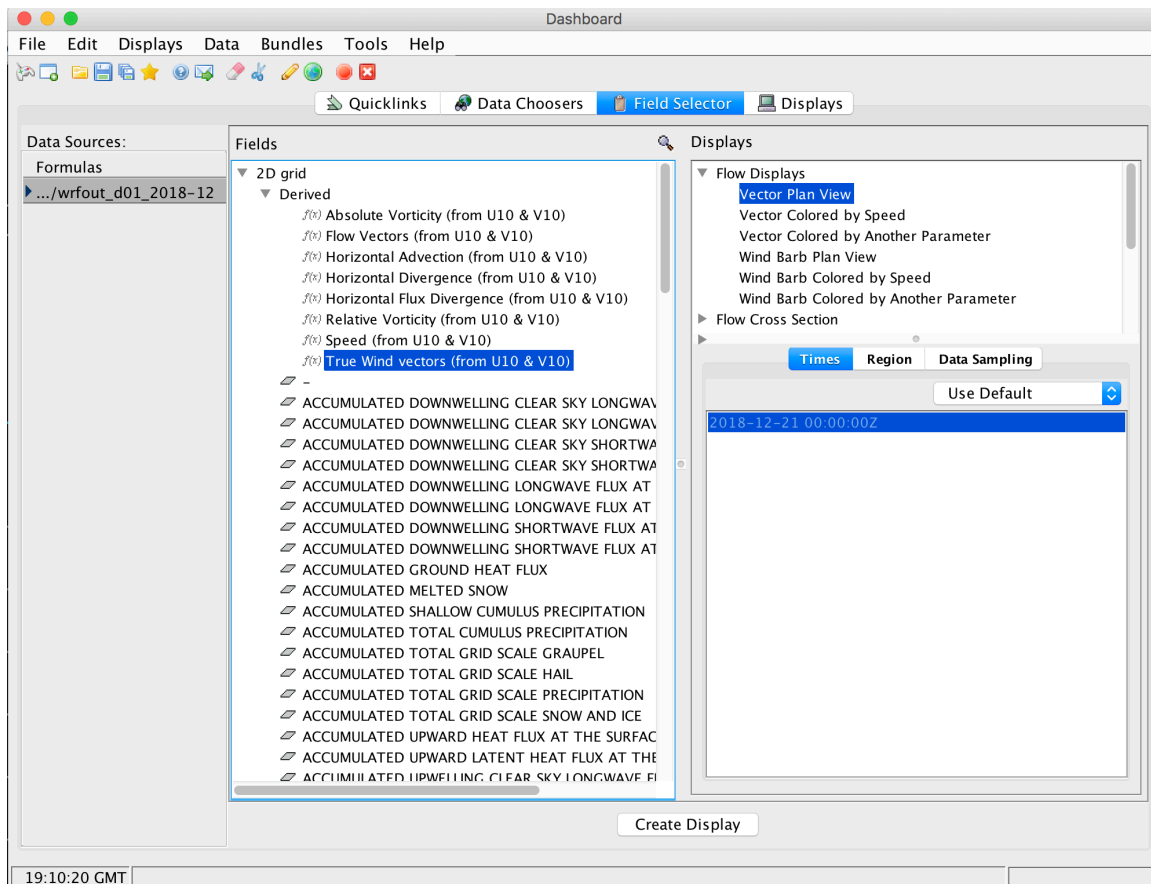 Dashboard
File Edit Displays Data Bundles Tools Help
Quicklinks Data Choosers Field Selector Displays
Data Sources:
Formulas
.../wrfout_d01_2018-12
Fields
2D grid
Derived
f(x) Absolute Vorticity (from U10 & V10)
f(x) Flow Vectors (from U10 & V10)
f(x) Horizontal Advection (from U10 & V10)
f(x) Horizontal Divergence (from U10 & V10)
f(x) Horizontal Flux Divergence (from U10 & V10)
f(x) Relative Vorticity (from U10 & V10)
f(x) Speed (from U10 & V10)
f(x) True Wind vectors (from U10 & V10)
-
ACCUMULATED DOWNWELLING CLEAR SKY LONGWAV
ACCUMULATED DOWNWELLING CLEAR SKY LONGWAV
ACCUMULATED DOWNWELLING CLEAR SKY SHORTWA
ACCUMULATED DOWNWELLING CLEAR SKY SHORTWA
ACCUMULATED DOWNWELLING LONGWAVE FLUX AT
ACCUMULATED DOWNWELLING LONGWAVE FLUX AT
ACCUMULATED DOWNWELLING SHORTWAVE FLUX AT
ACCUMULATED DOWNWELLING SHORTWAVE FLUX AT
ACCUMULATED GROUND HEAT FLUX
ACCUMULATED MELTED SNOW
ACCUMULATED SHALLOW CUMULUS PRECIPITATION
ACCUMULATED TOTAL CUMULUS PRECIPITATION
ACCUMULATED TOTAL GRID SCALE GRAUPEL
ACCUMULATED TOTAL GRID SCALE HAIL
ACCUMULATED TOTAL GRID SCALE PRECIPITATION
ACCUMULATED TOTAL GRID SCALE SNOW AND ICE
ACCUMULATED UPWARD HEAT FLUX AT THE SURFAC
ACCUMULATED UPWARD LATENT HEAT FLUX AT THE
ACCUMULATED UPWELLING CLEAR SKY LONGWAVE FL
Displays
Flow Displays
Vector Plan View
Vector Colored by Speed
Vector Colored by Another Parameter
Wind Barb Plan View
Wind Barb Colored by Speed
Wind Barb Colored by Another Parameter
Flow Cross Section
Times Region Data Sampling
Use Default
2018-12-21 00:00:00Z
Create Display
19:10:20 GMT